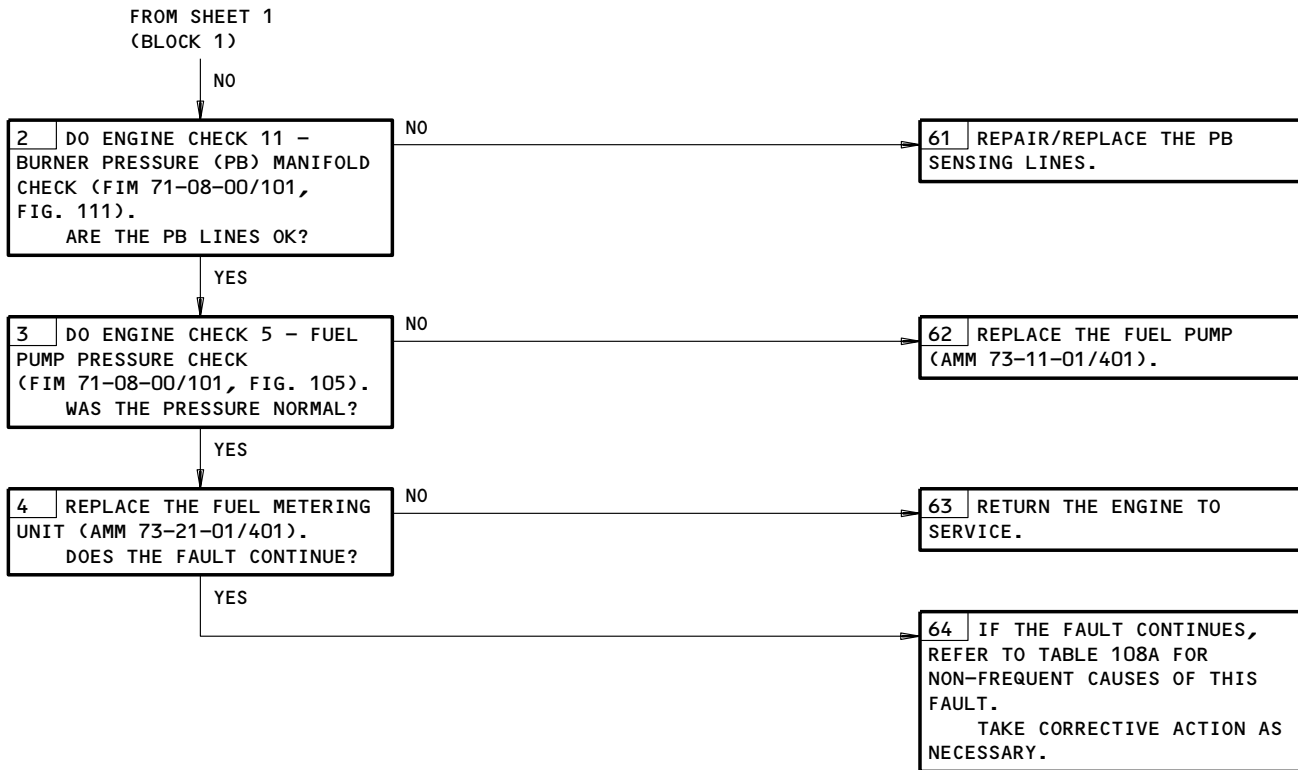 FROM SHEET 1
(BLOCK 1)
NO
2 DO ENGINE CHECK 11 –
BURNER PRESSURE (PB) MANIFOLD
CHECK (FIM 71–08–00/101,
FIG. 111).
ARE THE PB LINES OK?
NO
61 REPAIR/REPLACE THE PB
SENSING LINES.
YES
3 DO ENGINE CHECK 5 – FUEL
PUMP PRESSURE CHECK
(FIM 71–08–00/101, FIG. 105).
WAS THE PRESSURE NORMAL?
NO
62 REPLACE THE FUEL PUMP
(AMM 73–11–01/401).
YES
4 REPLACE THE FUEL METERING
UNIT (AMM 73–21–01/401).
DOES THE FAULT CONTINUE?
NO
63 RETURN THE ENGINE TO
SERVICE.
YES
64 IF THE FAULT CONTINUES,
REFER TO TABLE 108A FOR
NON–FREQUENT CAUSES OF THIS
FAULT.
TAKE CORRECTIVE ACTION AS
NECESSARY.